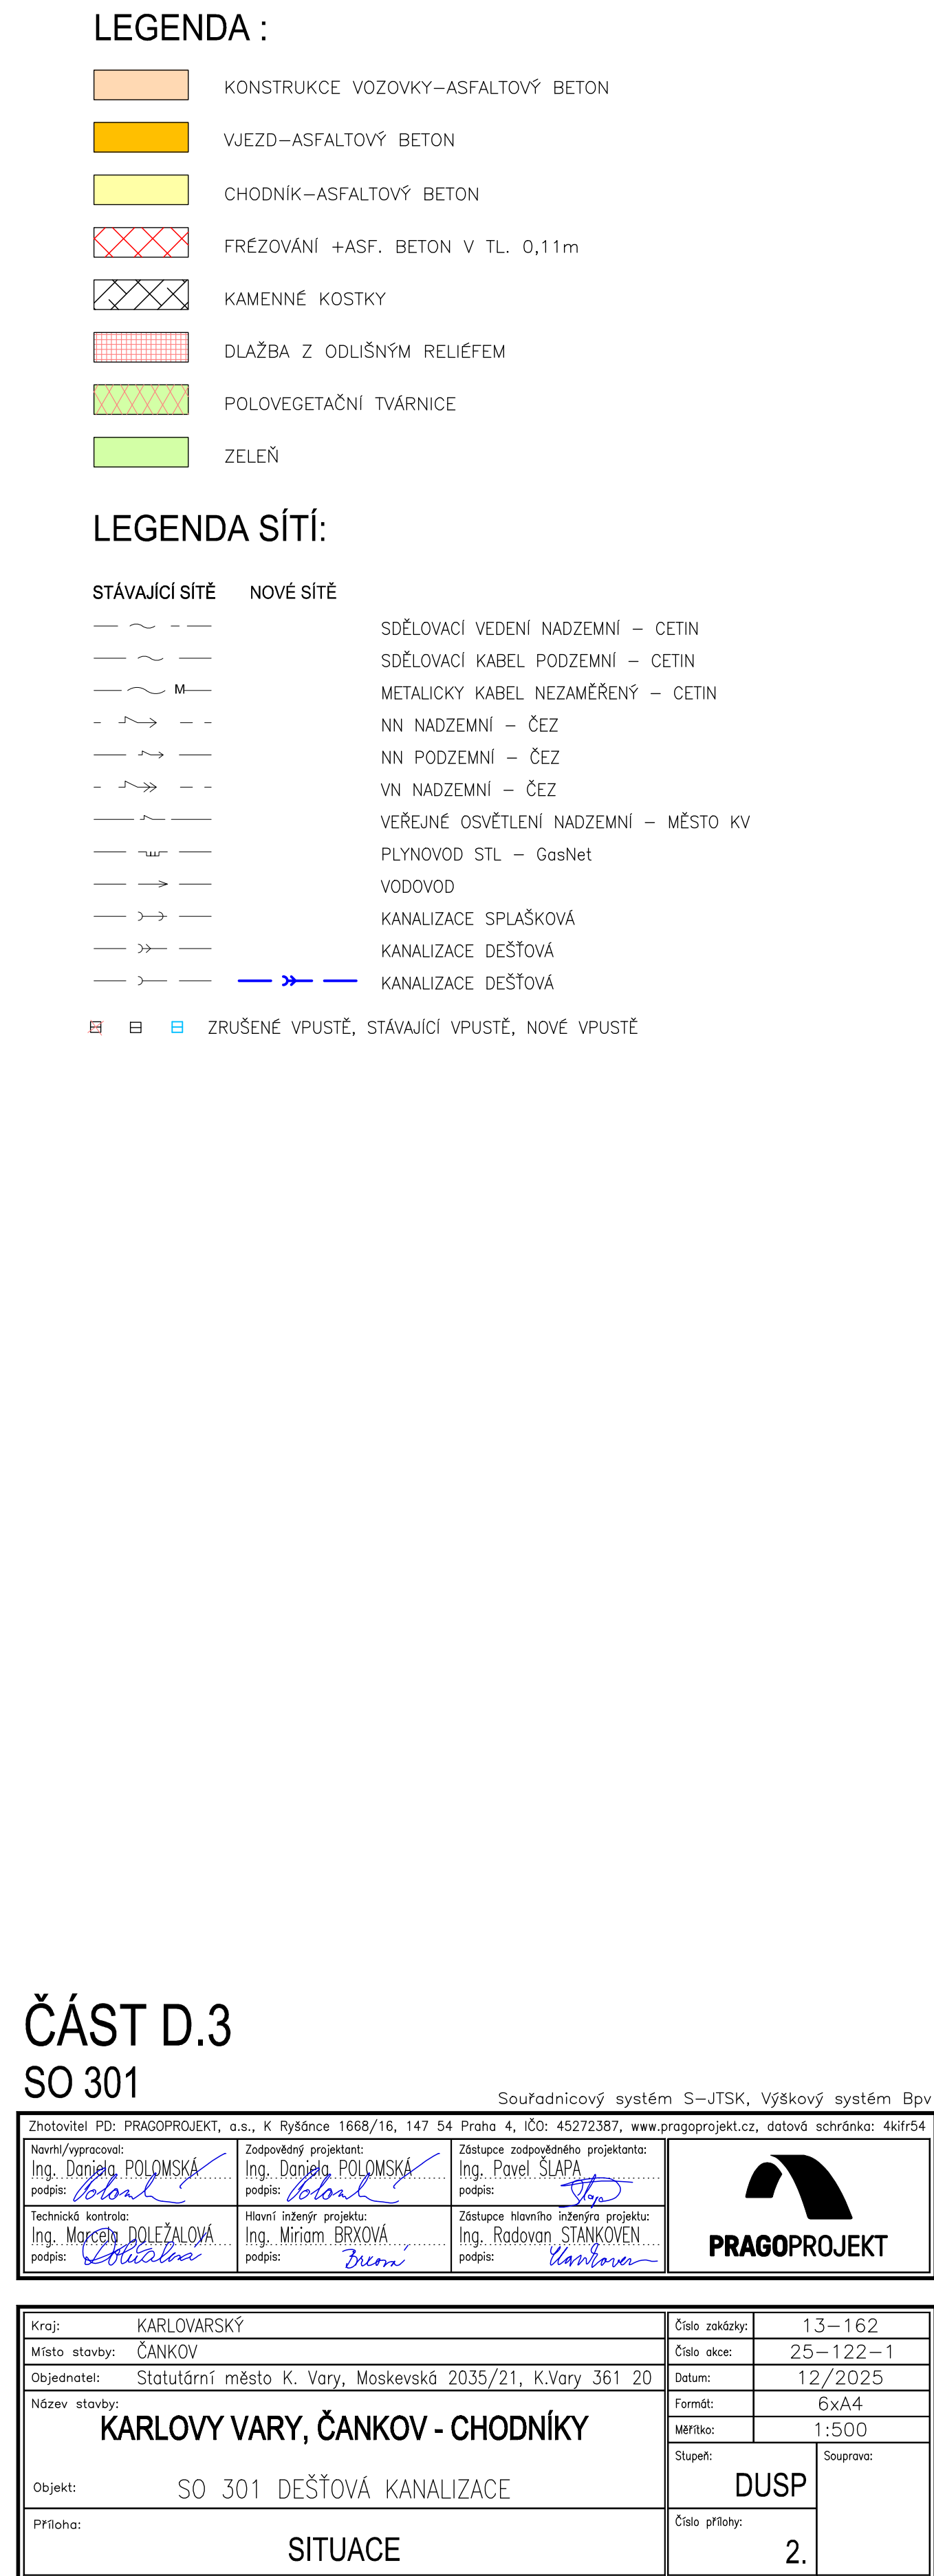 LEGENDA :
KONSTRUKCE VOZOVKY–ASFALTOVÝ BETON
VJEZD–ASFALTOVÝ BETON
CHODNÍK–ASFALTOVÝ BETON
FRÉZOVÁNÍ +ASF. BETON V TL. 0,11m
KAMENNÉ KOSTKY
DLAŽBA Z ODLIŠNÝM RELIÉFEM
POLOVEGETAČNÍ TVÁRNICE
ZELEŇ
LEGENDA SÍTÍ:
STÁVAJÍCÍ SÍTĚ NOVÉ SÍTĚ
SDĚLOVACÍ VEDENÍ NADZEMNÍ – CETIN
SDĚLOVACÍ KABEL PODZEMNÍ – CETIN
M METALICKY KABEL NEZAMĚŘENÝ – CETIN
NN NADZEMNÍ – ČEZ
NN PODZEMNÍ – ČEZ
VN NADZEMNÍ – ČEZ
VEŘEJNÉ OSVĚTLENÍ NADZEMNÍ – MĚSTO KV
PLYNOVOD STL – GasNet
VODOVOD
KANALIZACE SPLAŠKOVÁ
KANALIZACE DEŠŤOVÁ
KANALIZACE DEŠŤOVÁ
ZRUŠENÉ VPUSTĚ, STÁVAJÍCÍ VPUSTĚ, NOVÉ VPUSTĚ
ČÁST D.3
SO 301
Souřadnicový systém S–JTSK, Výškový systém Bpv
Zhotovitel PD: PRAGOPROJEKT, a.s., K Ryšánce 1668/16, 147 54 Praha 4, IČO: 45272387, www.pragoprojekt.cz, datová schránka: 4kifr54
Navrhl/vypracoval: Zodpovědný projektant: Zástupce zodpovědného projektanta:
Ing. Daniela POLOMSKÁ Ing. Daniela POLOMSKÁ Ing. Pavel ŠLAPA
podpis: podpis: podpis:
Technická kontrola: Hlavní inženýr projektu: Zástupce hlavního inženýra projektu:
Ing. Marcela DOLEŽALOVÁ Ing. Miriam BRXOVÁ Ing. Radovan STANKOVEN
podpis: podpis: podpis:
PRAGOPROJEKT
Kraj: KARLOVARSKÝ Číslo zakázky: 13–162
Místo stavby: ČANKOV Číslo akce: 25–122–1
Objednatel: Statutární město K. Vary, Moskevská 2035/21, K.Vary 361 20 Datum: 12/2025
Název stavby: Formát: 6xA4
KARLOVY VARY, ČANKOV - CHODNÍKY Měřítko: 1:500
Stupeň: Souprava:
DUSP
Objekt: SO 301 DEŠŤOVÁ KANALIZACE
Příloha: Číslo přílohy:
SITUACE 2.